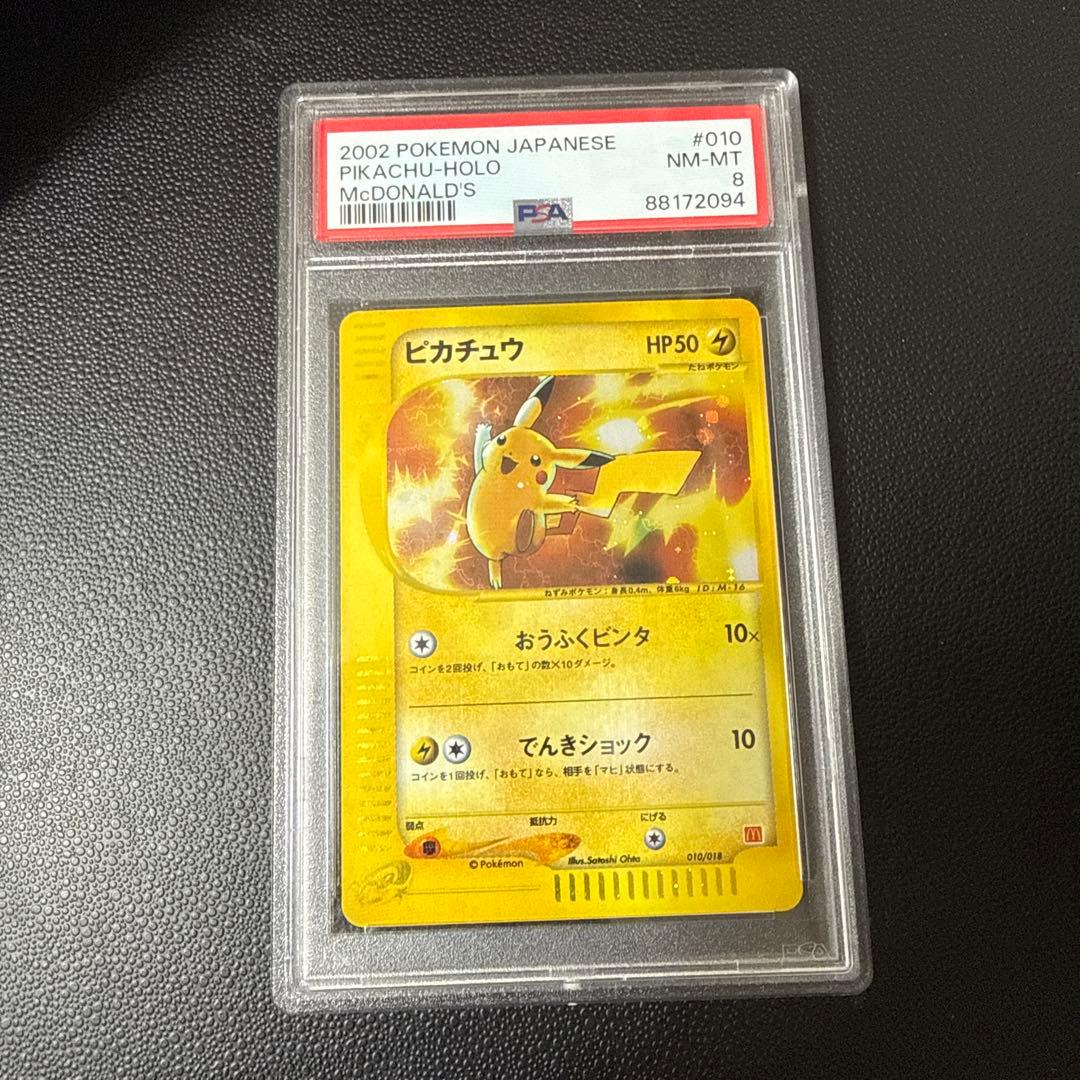 2002 POKEMON JAPANESE #010
PIKACHU-HOLO NM-MT
McDONALD'S 8
PSA 88172094
ピカチュウ HP50
たねポケモン
ねずみポケモン:身長0.4m、体重6kg ID:M-16
おうふくビンタ 10×
コインを2回投げ、「おもて」の数×10ダメージ。
でんきショック 10
コインを1回投げ、「おもて」なら、相手を「マヒ」状態にする。
弱点 抵抗力 にげる
©Pokémon Illus.Satoshi Ohta 010/018
PSA